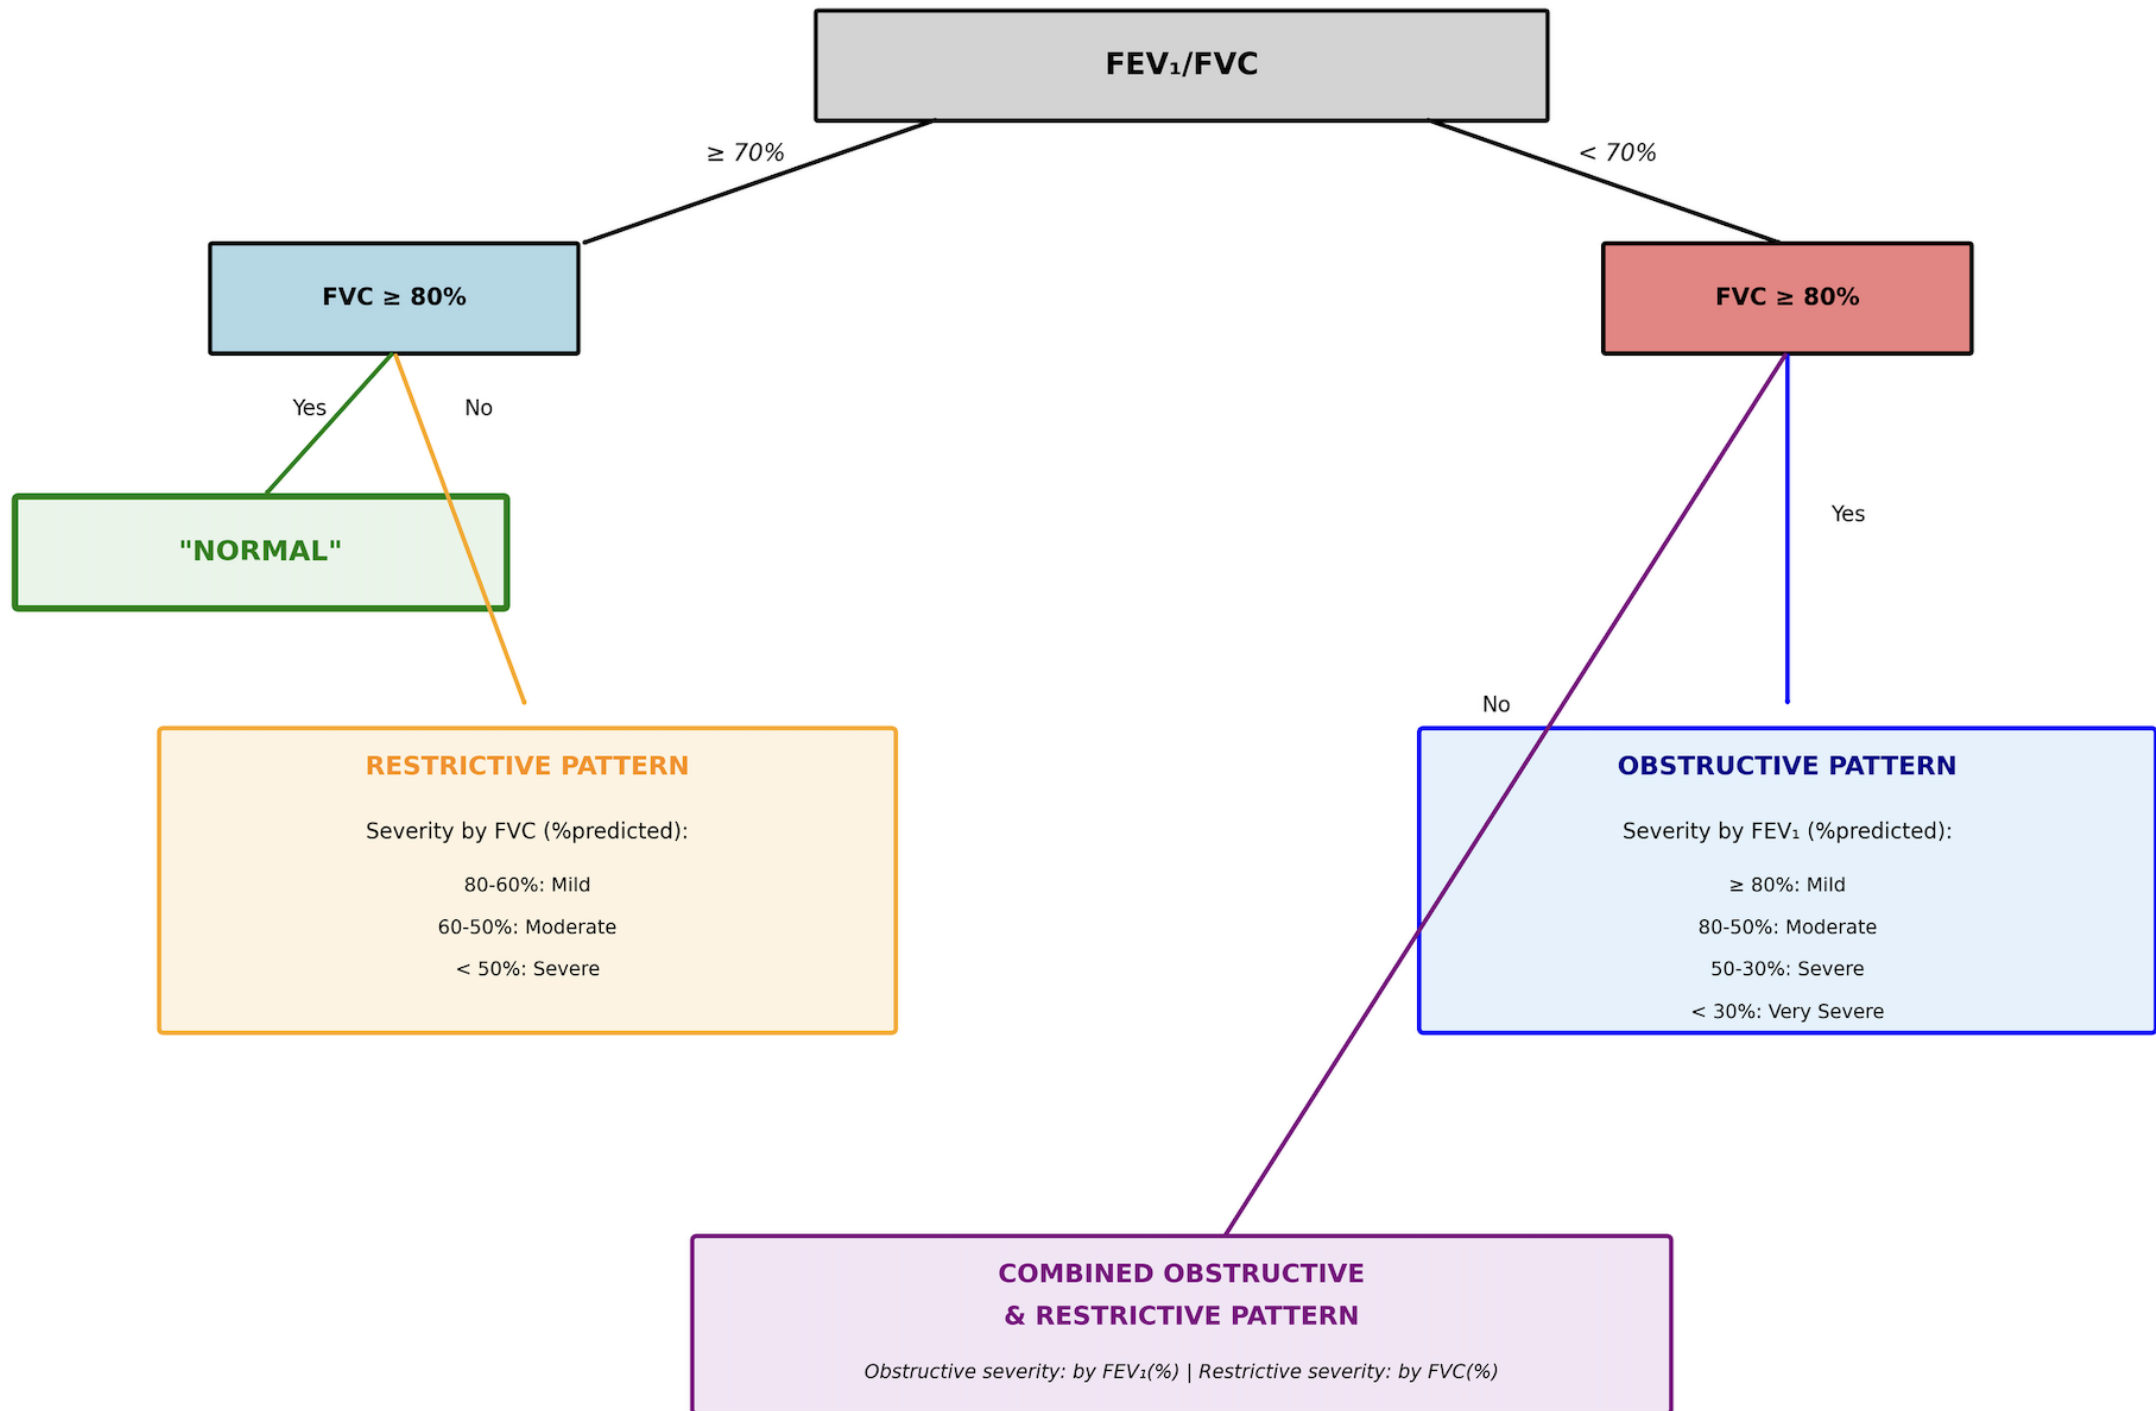 FEV₁/FVC
≥ 70%
< 70%
FVC ≥ 80%
FVC ≥ 80%
Yes
No
Yes
"NORMAL"
No
RESTRICTIVE PATTERN
Severity by FVC (%predicted):
80-60%: Mild
60-50%: Moderate
< 50%: Severe
OBSTRUCTIVE PATTERN
Severity by FEV₁ (%predicted):
≥ 80%: Mild
80-50%: Moderate
50-30%: Severe
< 30%: Very Severe
COMBINED OBSTRUCTIVE
& RESTRICTIVE PATTERN
Obstructive severity: by FEV₁(%) | Restrictive severity: by FVC(%)